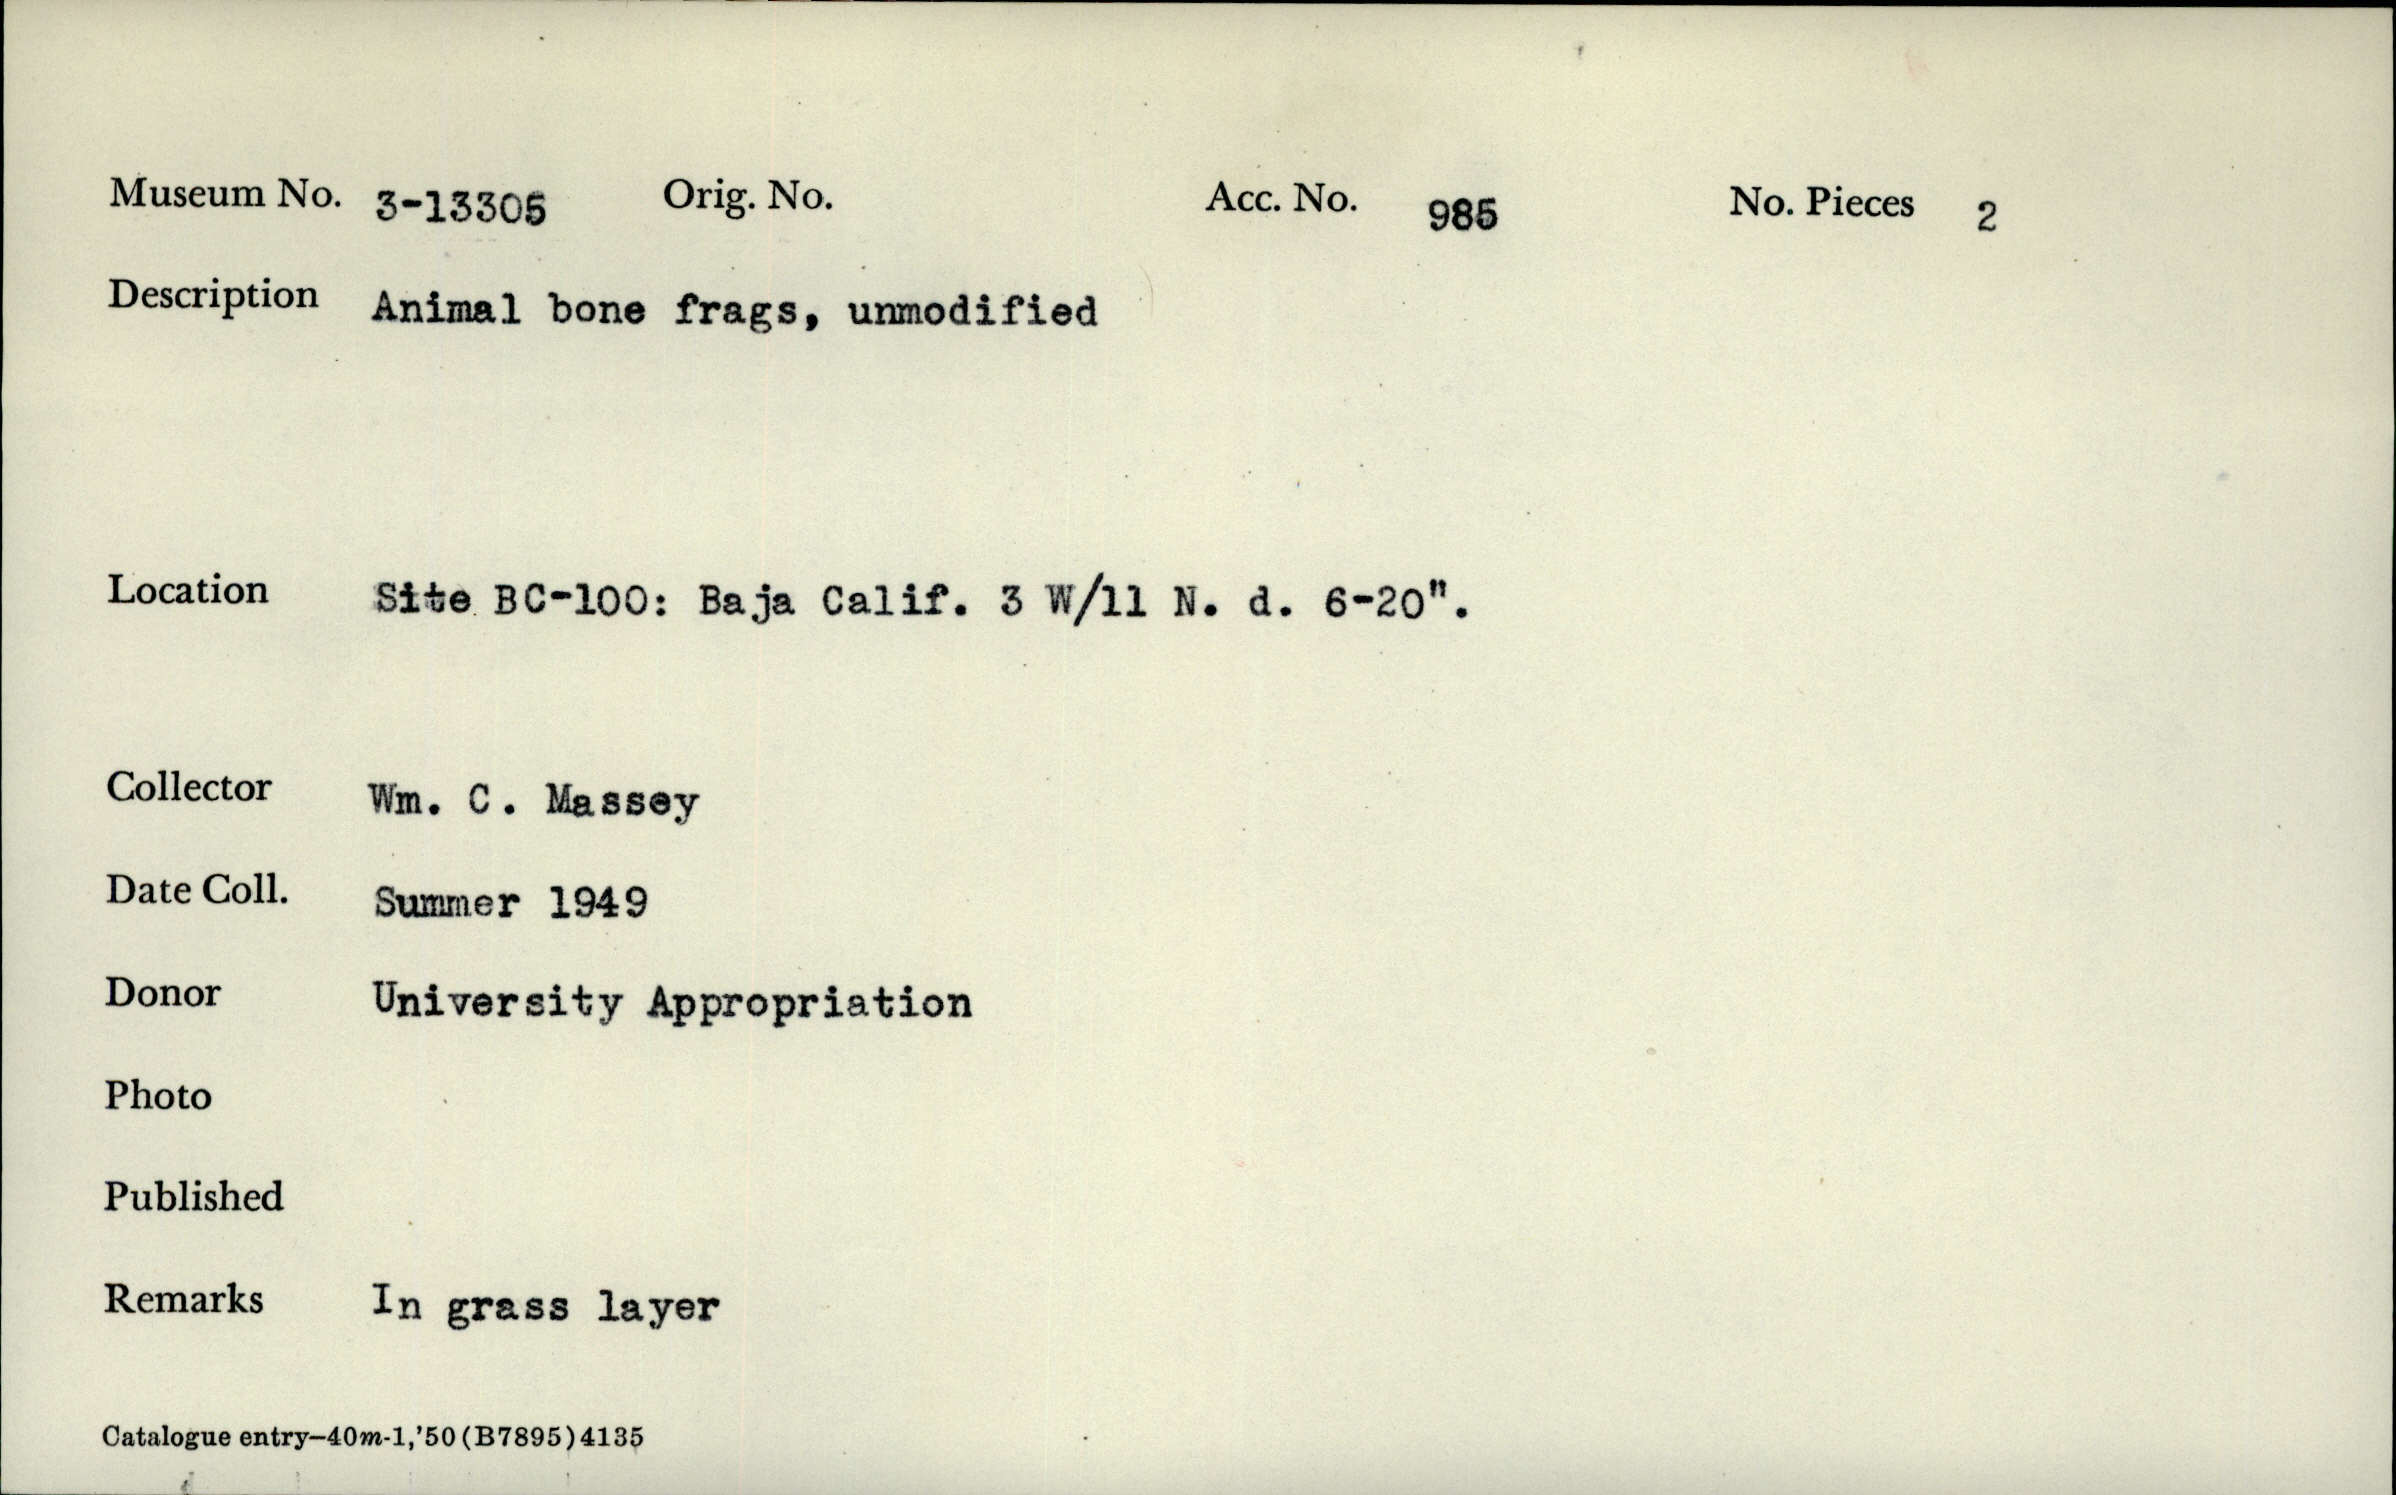 Museum No. 3-13305 Orig. No. Acc. No. 985 No. Pieces 2
Description Animal bone frags, unmodified
Location Site BC-100: Baja Calif. 3 W/11 N. d. 6-20".
Collector Wm. C. Massey
Date Coll. Summer 1949
Donor University Appropriation
Photo
Published
Remarks In grass layer
Catalogue entry—40m-1,'50(B7895)4135